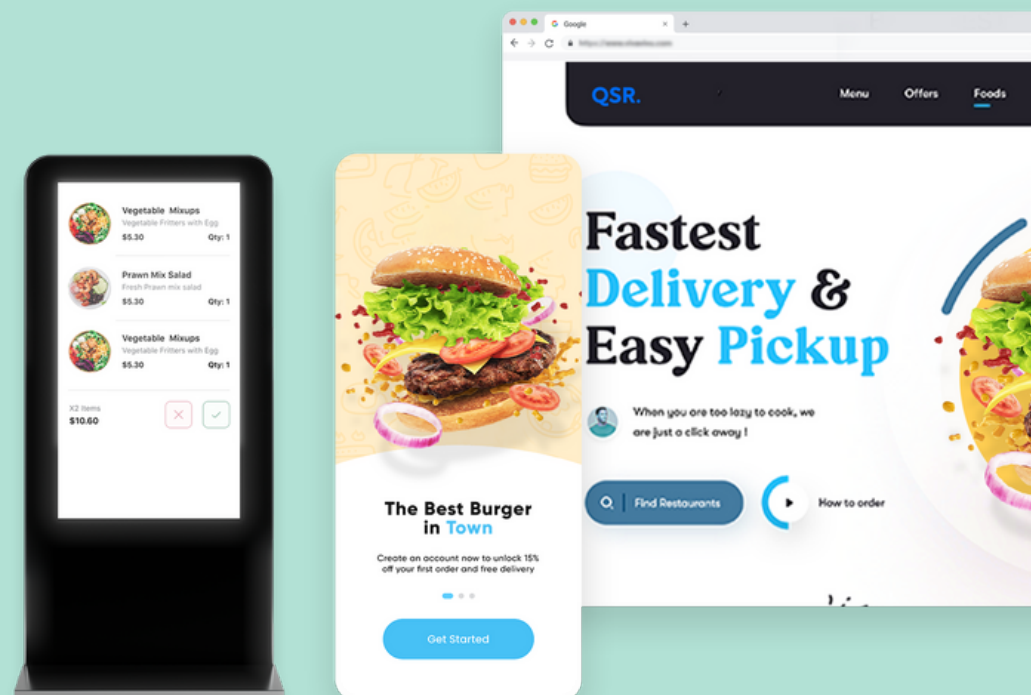 Vegetable Mixups
Vegetable Fritters with Egg
$5.30 Qty: 1
Prawn Mix Salad
Fresh Prawn mix salad
$5.30 Qty: 1
Vegetable Mixups
Vegetable Fritters with Egg
$5.30 Qty: 1
X2 Items
$10.60
The Best Burger
in Town
Create an account now to unlock 15%
off your first order and free delivery
Get Started
Google
QSR.
Menu Offers Foods
Fastest
Delivery &
Easy Pickup
When you are too lazy to cook, we
are just a click away !
Find Restaurants
How to order